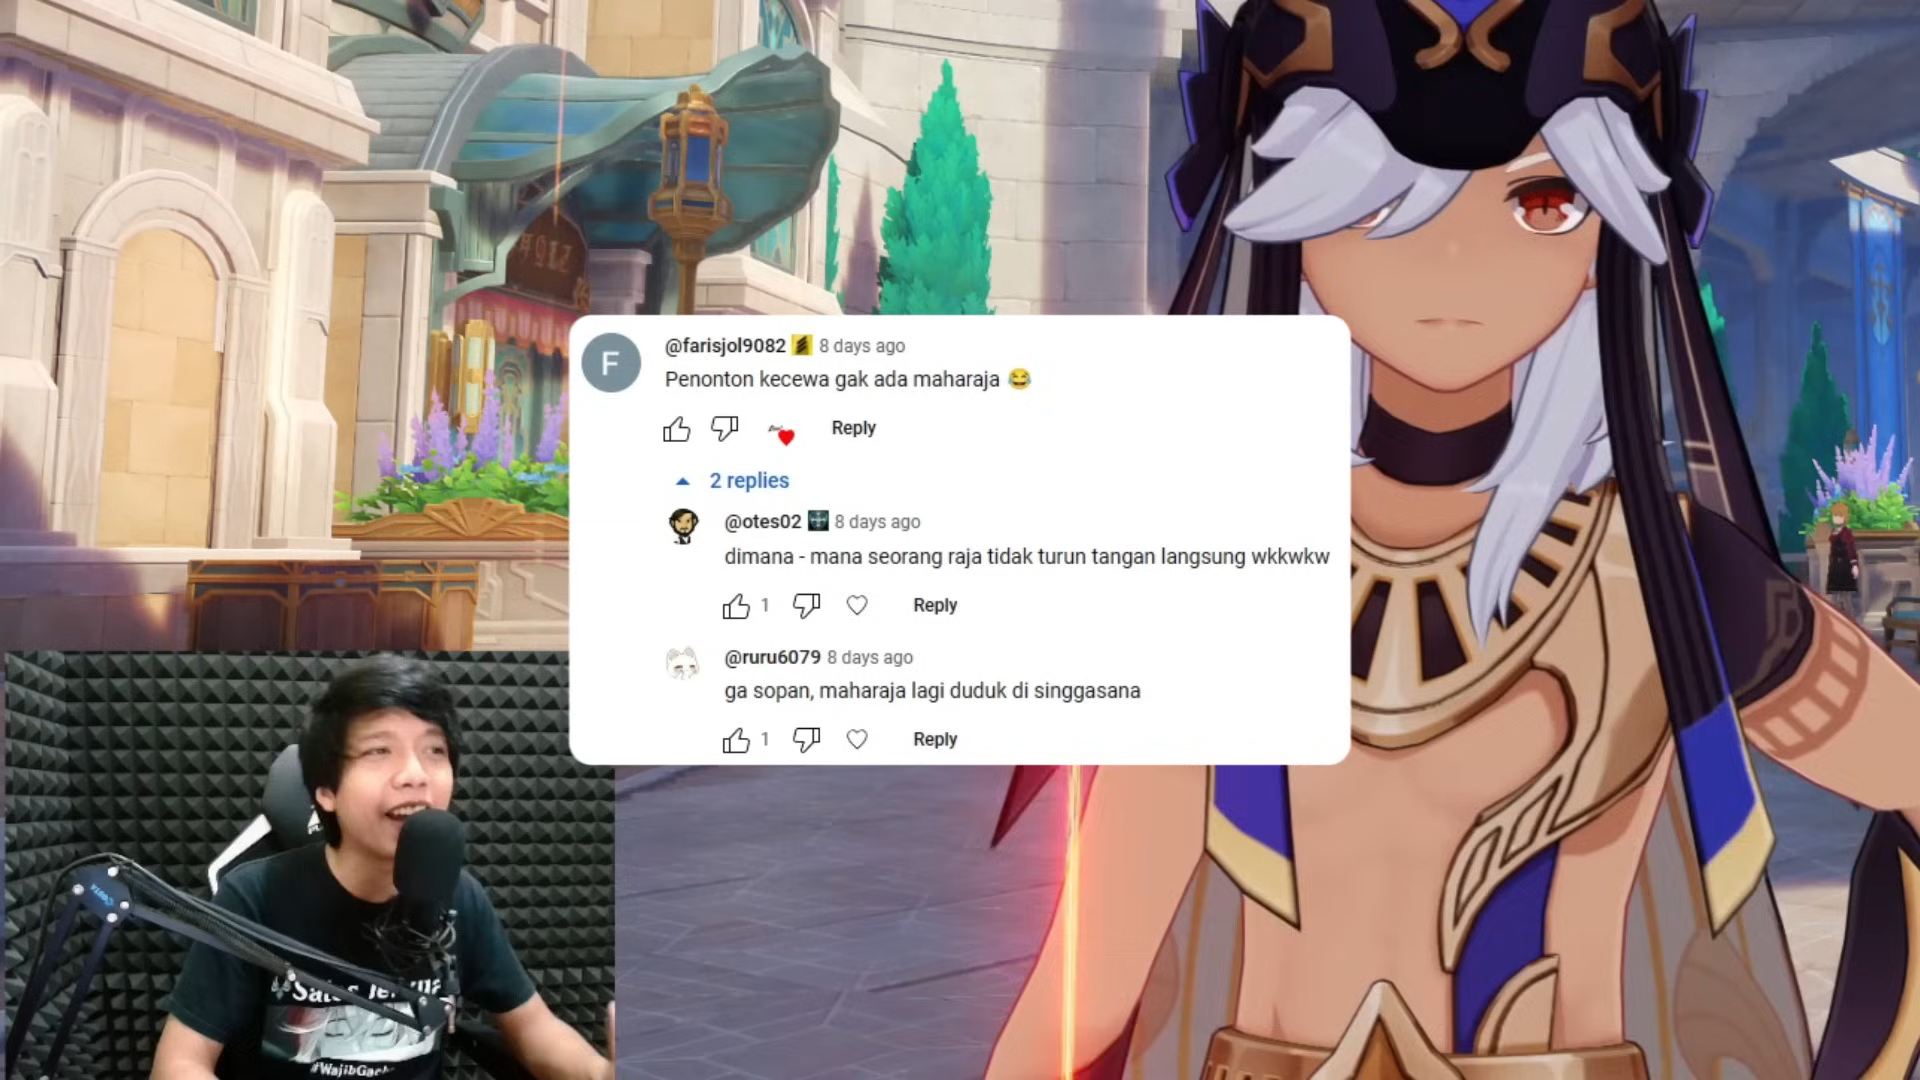 @farisjol9082 8 days ago
Penonton kecewa gak ada maharaja 😂
Reply
2 replies
@otes02 8 days ago
dimana - mana seorang raja tidak turun tangan langsung wkkwkw
1 Reply
@ruru6079 8 days ago
ga sopan, maharaja lagi duduk di singgasana
1 Reply
F